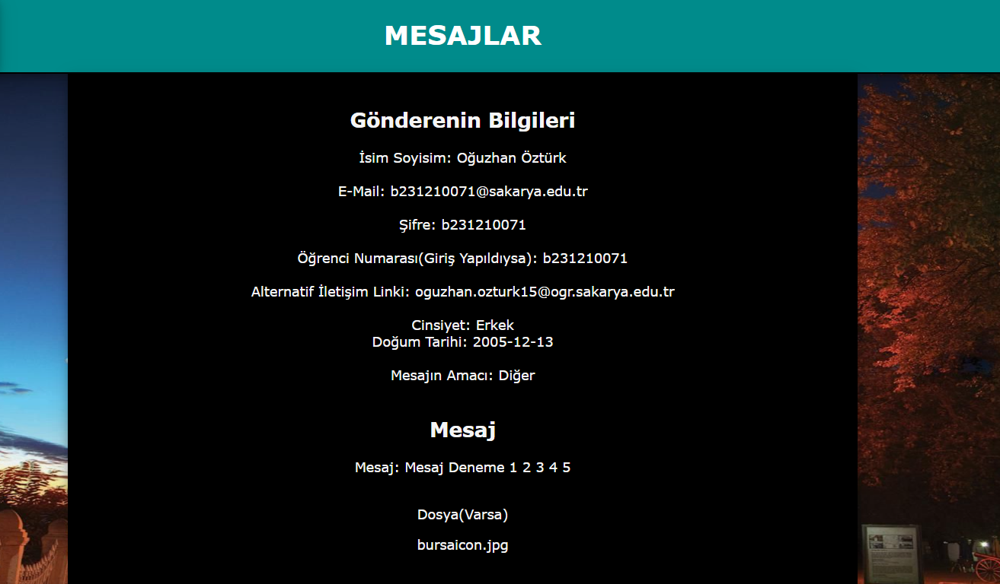 MESAJLAR
Gönderenin Bilgileri
İsim Soyisim: Oğuzhan Öztürk
E-Mail: b231210071@sakarya.edu.tr
Şifre: b231210071
Öğrenci Numarası(Giriş Yapıldıysa): b231210071
Alternatif İletişim Linki: oguzhan.ozturk15@ogr.sakarya.edu.tr
Cinsiyet: Erkek
Doğum Tarihi: 2005-12-13
Mesajın Amacı: Diğer
Mesaj
Mesaj: Mesaj Deneme 1 2 3 4 5
Dosya(Varsa)
bursaicon.jpg